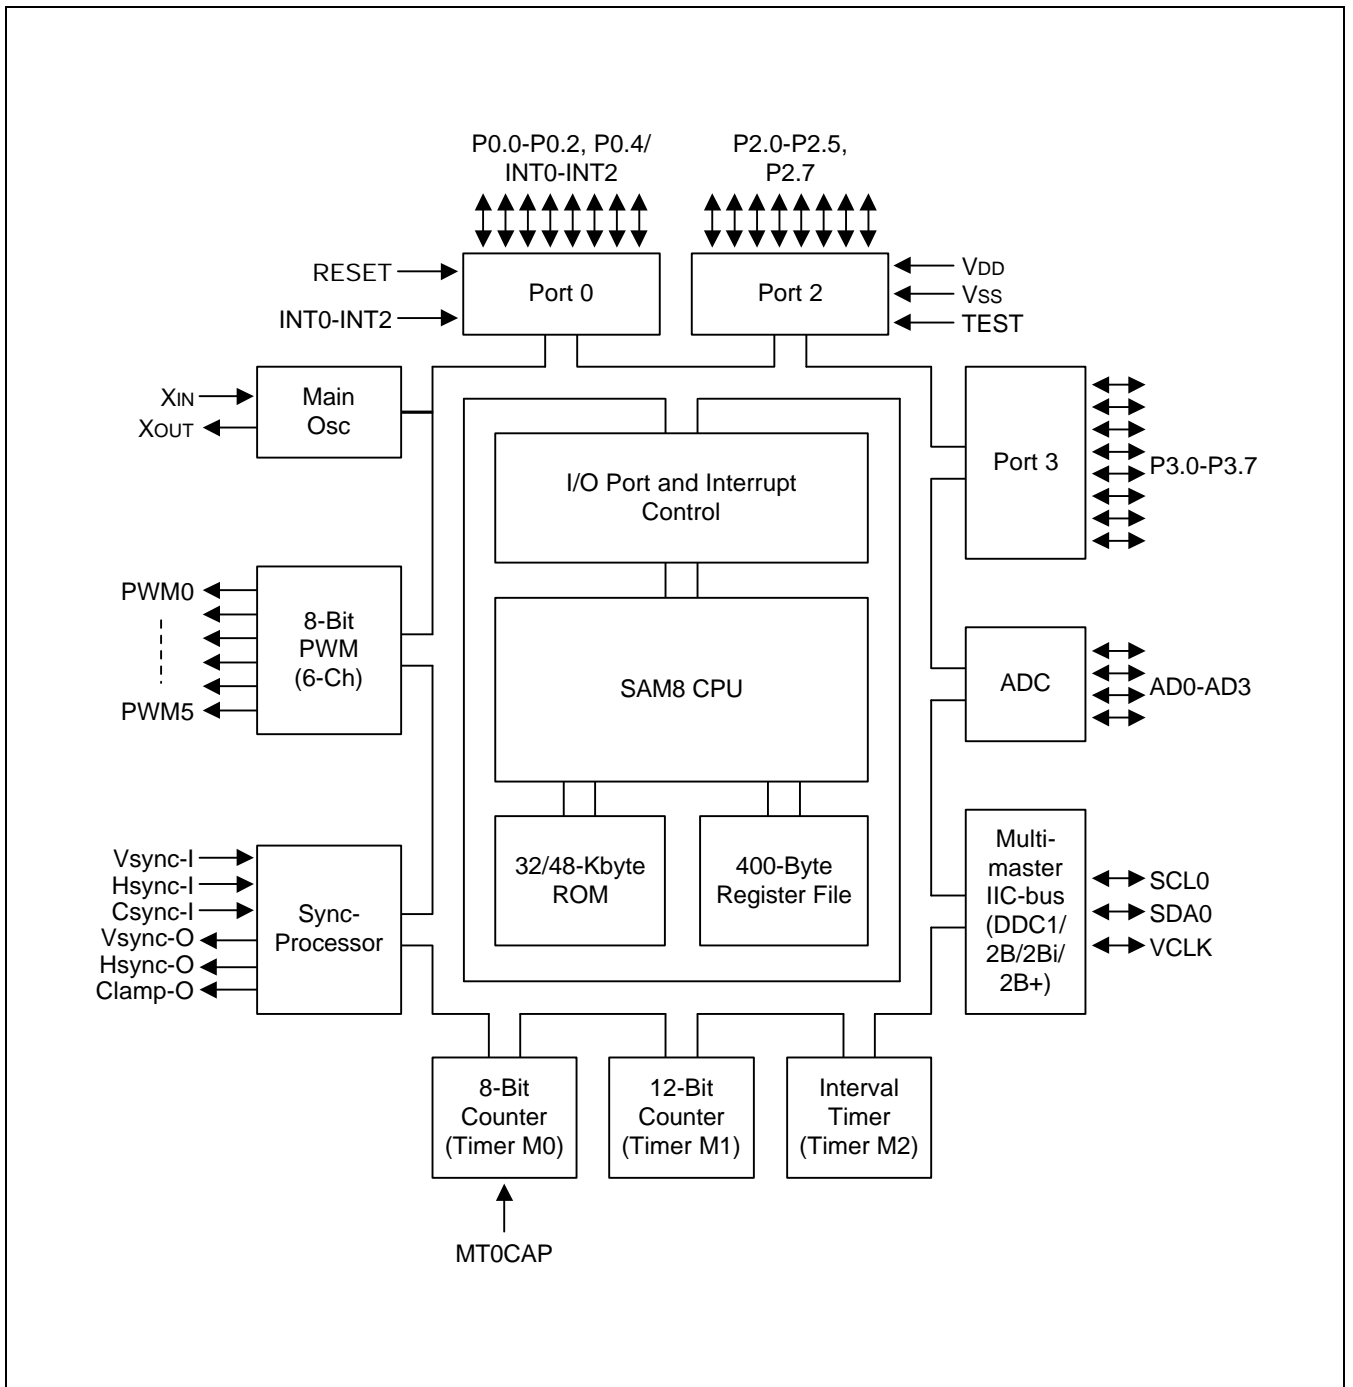 P0.0-P0.2, P0.4/
INT0-INT2
P2.0-P2.5,
P2.7
RESET
INT0-INT2
Port 0
Port 2
VDD
VSS
TEST
XIN
XOUT
Main
Osc
I/O Port and Interrupt
Control
Port 3
P3.0-P3.7
PWM0
PWM5
8-Bit
PWM
(6-Ch)
SAM8 CPU
ADC
AD0-AD3
Vsync-I
Hsync-I
Csync-I
Vsync-O
Hsync-O
Clamp-O
Sync-
Processor
32/48-Kbyte
ROM
400-Byte
Register File
Multi-
master
IIC-bus
(DDC1/
2B/2Bi/
2B+)
SCL0
SDA0
VCLK
8-Bit
Counter
(Timer M0)
12-Bit
Counter
(Timer M1)
Interval
Timer
(Timer M2)
MT0CAP